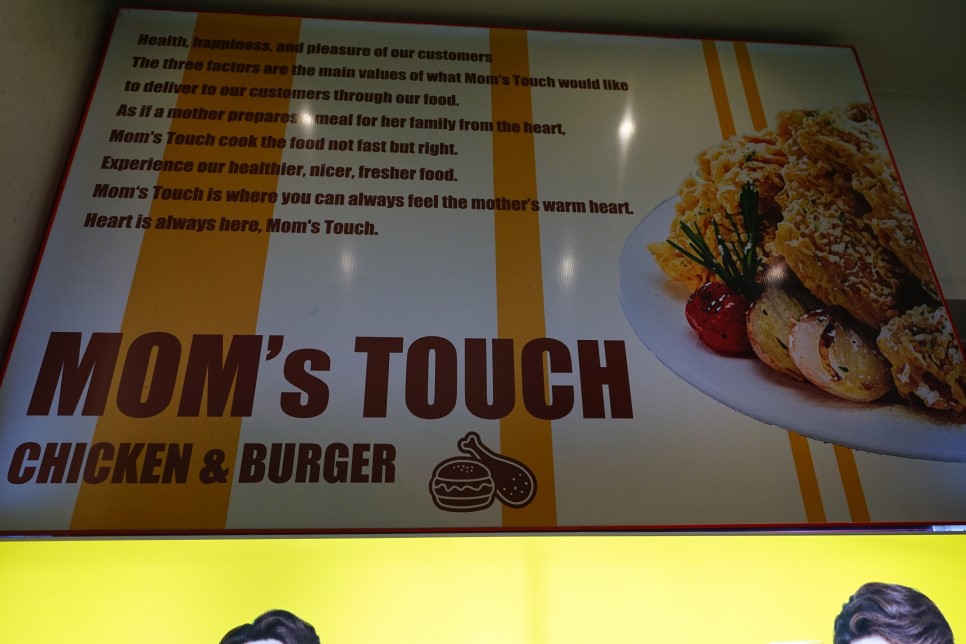 Health, happiness, and pleasure of our customers
The three factors are the main values of what Mom's Touch would like
to deliver to our customers through our food.
As if a mother prepares a meal for her family from the heart,
Mom's Touch cook the food not fast but right.
Experience our healthier, nicer, fresher food.
Mom's Touch is where you can always feel the mother's warm heart.
Heart is always here, Mom's Touch.
MOM's TOUCH
CHICKEN & BURGER